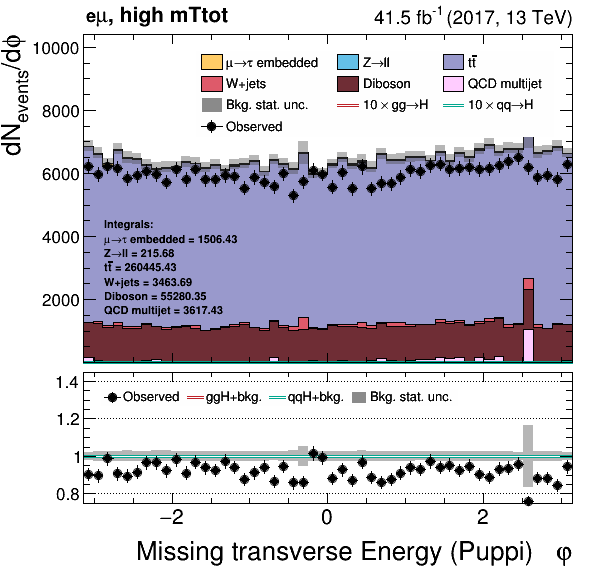 eμ, high mTtot 41.5 fb⁻¹ (2017, 13 TeV)
dN_events/dϕ
10000
8000
6000
4000
2000
μ→τ embedded Z→ll tt̄
W+jets Diboson QCD multijet
Bkg. stat. unc. 10 × gg→H 10 × qq→H
Observed
Integrals:
μ→τ embedded = 1506.43
Z→ll = 215.68
tt̄ = 260445.43
W+jets = 3463.69
Diboson = 55280.35
QCD multijet = 3617.43
1.4
1.2
1
0.8
Observed ggH+bkg. qqH+bkg. Bkg. stat. unc.
−2 0 2
Missing transverse Energy (Puppi) φ